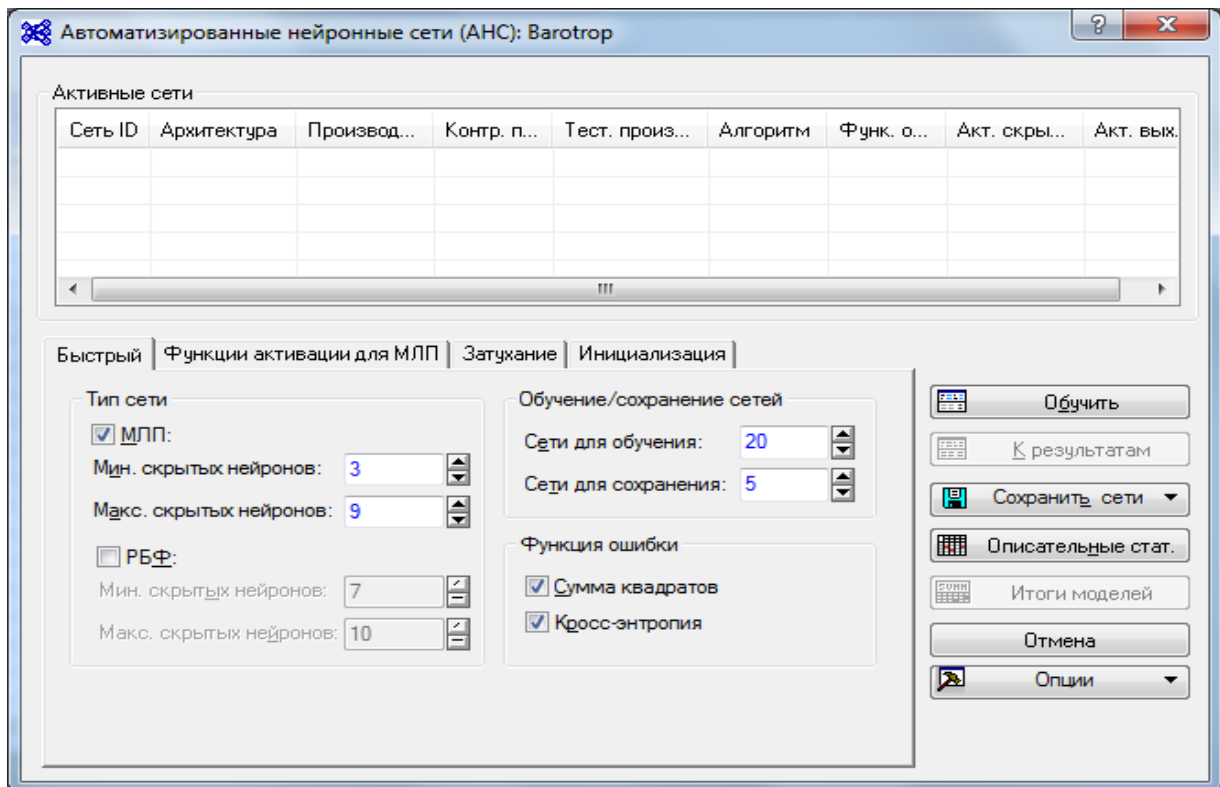 Автоматизированные нейронные сети (АНС): Barotrop
Активные сети
Сеть ID Архитектура Производ... Контр. п... Тест. произ... Алгоритм Функ. о... Акт. скры... Акт. вых.
Быстрый Функции активации для МЛП Затухание Инициализация
Тип сети
МЛП:
Мин. скрытых нейронов: 3
Макс. скрытых нейронов: 9
РБФ:
Мин. скрытых нейронов: 7
Макс. скрытых нейронов: 10
Обучение/сохранение сетей
Сети для обучения: 20
Сети для сохранения: 5
Функция ошибки
Сумма квадратов
Кросс-энтропия
Обучить
К результатам
Сохранить сети
Описательные стат.
Итоги моделей
Отмена
Опции